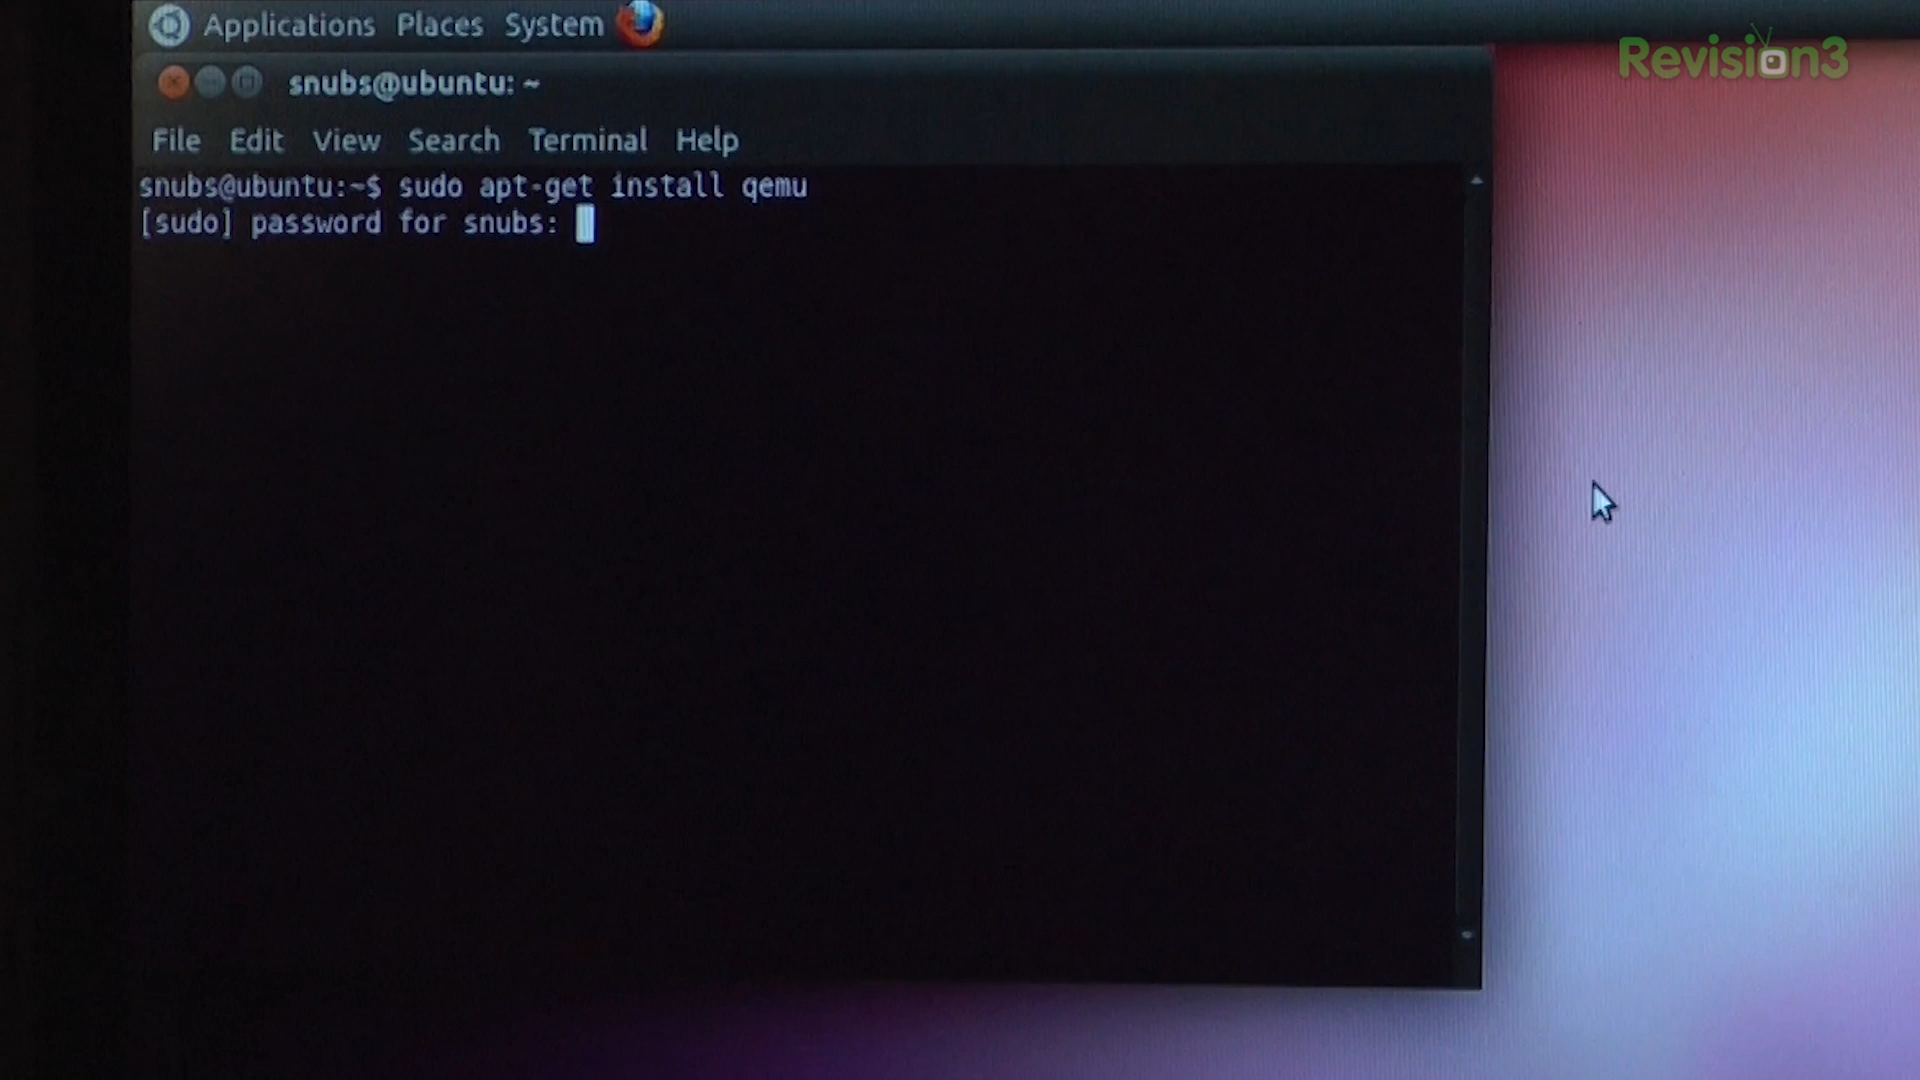 Applications Places System
Revision3
snubs@ubuntu: ~
File Edit View Search Terminal Help
snubs@ubuntu:~$ sudo apt-get install qemu
[sudo] password for snubs: